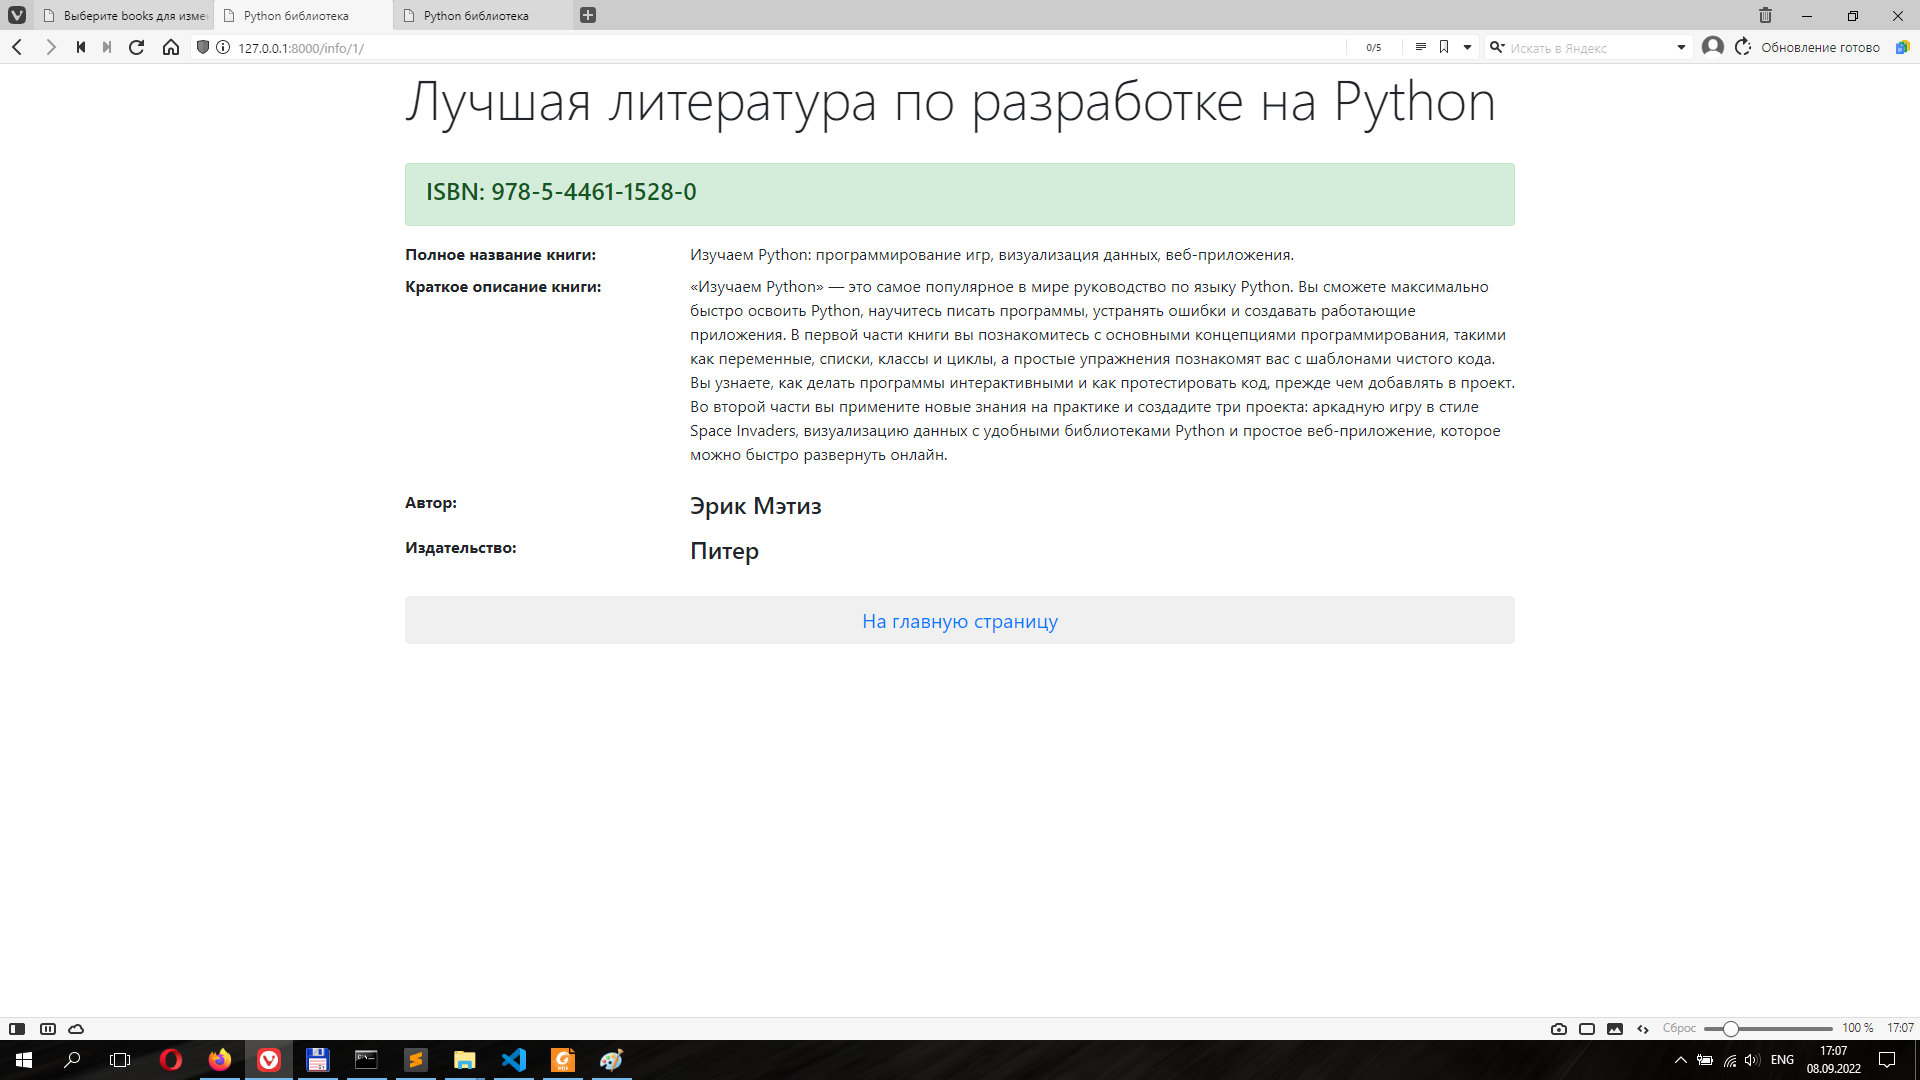 Выберите books для изме
Python библиотека
Python библиотека
127.0.0.1:8000/info/1/
0/5
Искать в Яндекс
Обновление готово
Лучшая литература по разработке на Python
ISBN: 978-5-4461-1528-0
Полное название книги:
Изучаем Python: программирование игр, визуализация данных, веб-приложения.
Краткое описание книги:
«Изучаем Python» — это самое популярное в мире руководство по языку Python. Вы сможете максимально
быстро освоить Python, научитесь писать программы, устранять ошибки и создавать работающие
приложения. В первой части книги вы познакомитесь с основными концепциями программирования, такими
как переменные, списки, классы и циклы, а простые упражнения познакомят вас с шаблонами чистого кода.
Вы узнаете, как делать программы интерактивными и как протестировать код, прежде чем добавлять в проект.
Во второй части вы примените новые знания на практике и создадите три проекта: аркадную игру в стиле
Space Invaders, визуализацию данных с удобными библиотеками Python и простое веб-приложение, которое
можно быстро развернуть онлайн.
Автор:
Эрик Мэтиз
Издательство:
Питер
На главную страницу
Сброс
100 %
17:07
ENG
17:07
08.09.2022